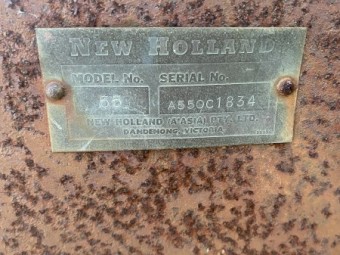 NEW HOLLAND
MODEL No. SERIAL No.
55 A550C1834
NEW HOLLAND (A'ASIA) PTY. LTD.
DANDENONG, VICTORIA